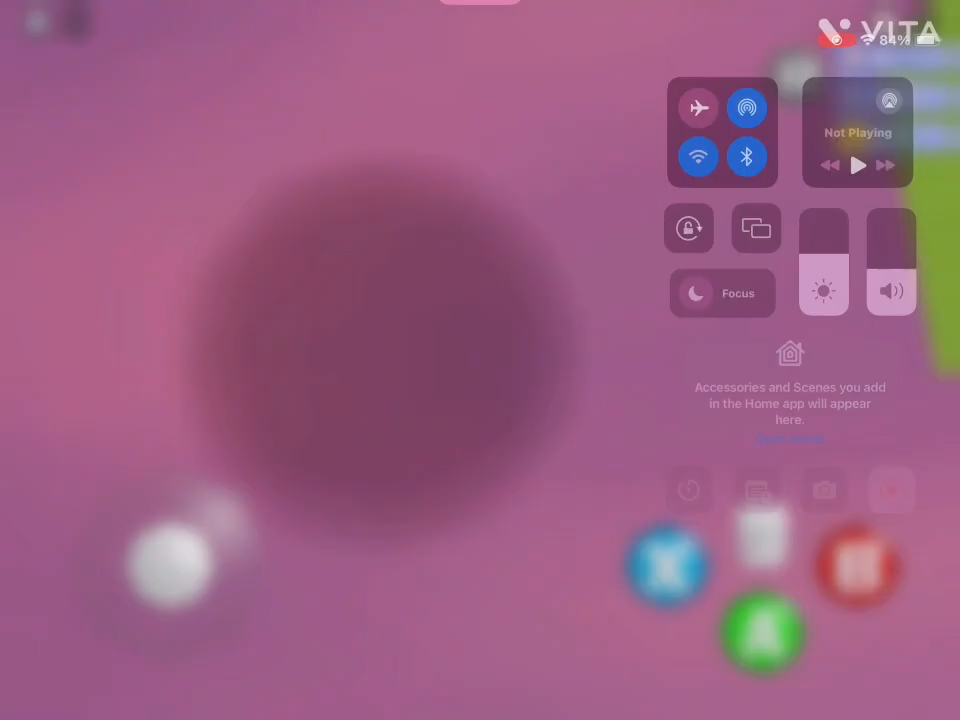 VITA
84%
Not Playing
Focus
Accessories and Scenes you add
in the Home app will appear
here.
X
A